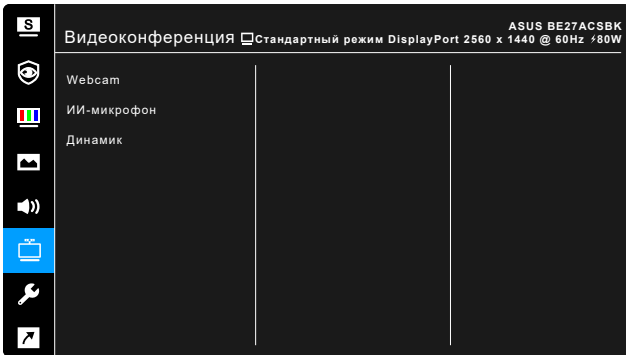 S
ASUS BE27ACSBK
Видеоконференция Стандартный режим DisplayPort 2560 x 1440 @ 60Hz ⚡80W
Webcam
ИИ-микрофон
Динамик